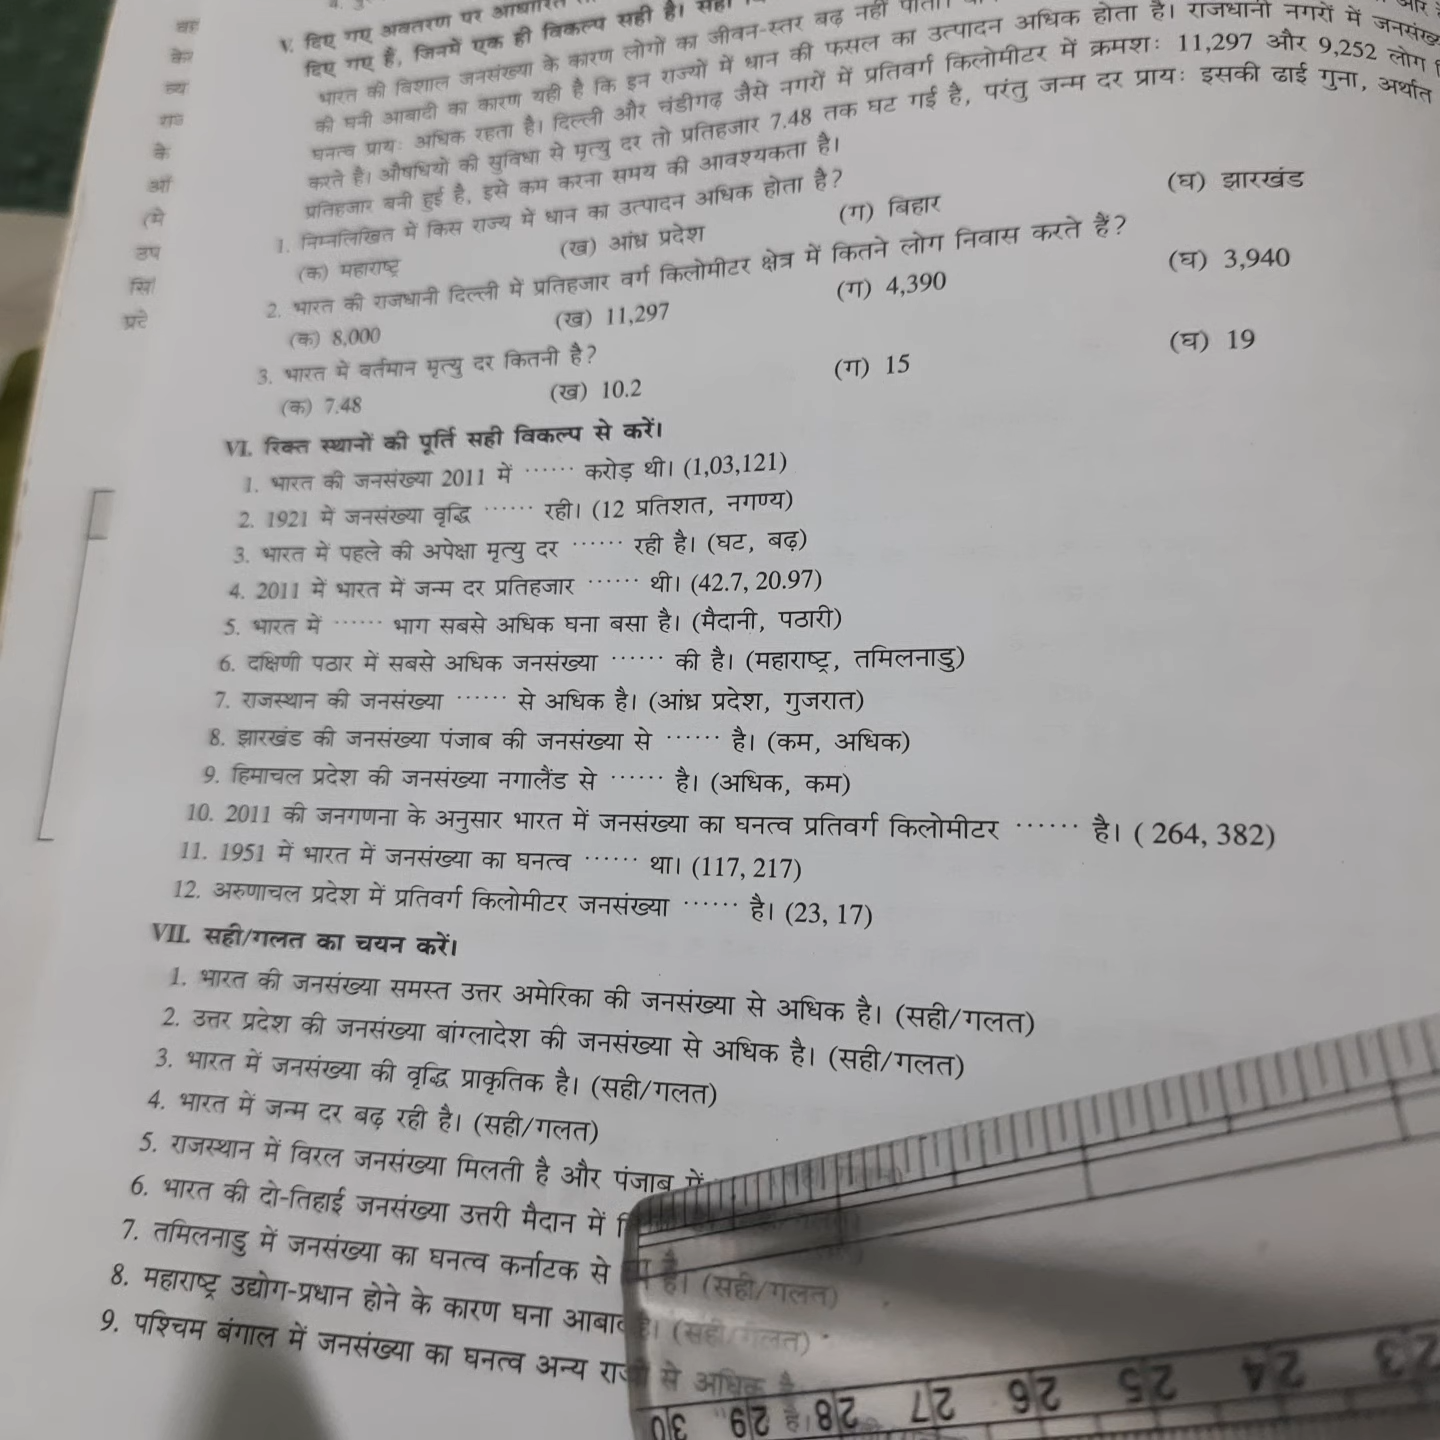 V. दिए गए अवतरण पर आधारित
दिए गए हैं, जिनमें एक ही विकल्प सही है।
भारत की विशाल जनसंख्या के कारण लोगों का जीवन-स्तर बढ़ नहीं पाता।
की घनी आबादी का कारण यही है कि इन राज्यों में धान की फसल का उत्पादन अधिक होता है। राजधानी नगरों में
घनत्व प्रायः अधिक रहता है। दिल्ली और चंडीगढ़ जैसे नगरों में प्रतिवर्ग किलोमीटर में क्रमशः 11,297 और 9,252 लोग
करते हैं। औषधियों की सुविधा से मृत्यु दर तो प्रतिहजार 7.48 तक घट गई है, परंतु जन्म दर प्रायः इसकी ढाई गुना, अर्थात
प्रतिहजार बनी हुई है, इसे कम करना समय की आवश्यकता है।
1. निम्नलिखित में किस राज्य में धान का उत्पादन अधिक होता है?
(क) महाराष्ट्र (ख) आंध्र प्रदेश (ग) बिहार (घ) झारखंड
2. भारत की राजधानी दिल्ली में प्रतिहजार वर्ग किलोमीटर क्षेत्र में कितने लोग निवास करते हैं?
(क) 8,000 (ख) 11,297 (ग) 4,390 (घ) 3,940
3. भारत में वर्तमान मृत्यु दर कितनी है?
(क) 7.48 (ख) 10.2 (ग) 15 (घ) 19
VI. रिक्त स्थानों की पूर्ति सही विकल्प से करें।
1. भारत की जनसंख्या 2011 में ...... करोड़ थी। (1,03,121)
2. 1921 में जनसंख्या वृद्धि ...... रही। (12 प्रतिशत, नगण्य)
3. भारत में पहले की अपेक्षा मृत्यु दर ...... रही है। (घट, बढ़)
4. 2011 में भारत में जन्म दर प्रतिहजार ...... थी। (42.7, 20.97)
5. भारत में ...... भाग सबसे अधिक घना बसा है। (मैदानी, पठारी)
6. दक्षिणी पठार में सबसे अधिक जनसंख्या ...... की है। (महाराष्ट्र, तमिलनाडु)
7. राजस्थान की जनसंख्या ...... से अधिक है। (आंध्र प्रदेश, गुजरात)
8. झारखंड की जनसंख्या पंजाब की जनसंख्या से ...... है। (कम, अधिक)
9. हिमाचल प्रदेश की जनसंख्या नगालैंड से ...... है। (अधिक, कम)
10. 2011 की जनगणना के अनुसार भारत में जनसंख्या का घनत्व प्रतिवर्ग किलोमीटर ...... है। ( 264, 382)
11. 1951 में भारत में जनसंख्या का घनत्व ...... था। (117, 217)
12. अरुणाचल प्रदेश में प्रतिवर्ग किलोमीटर जनसंख्या ...... है। (23, 17)
VII. सही/गलत का चयन करें।
1. भारत की जनसंख्या समस्त उत्तर अमेरिका की जनसंख्या से अधिक है। (सही/गलत)
2. उत्तर प्रदेश की जनसंख्या बांग्लादेश की जनसंख्या से अधिक है। (सही/गलत)
3. भारत में जनसंख्या की वृद्धि प्राकृतिक है। (सही/गलत)
4. भारत में जन्म दर बढ़ रही है। (सही/गलत)
5. राजस्थान में विरल जनसंख्या मिलती है और पंजाब में
6. भारत की दो-तिहाई जनसंख्या उत्तरी मैदान में
7. तमिलनाडु में जनसंख्या का घनत्व कर्नाटक से है। (सही/गलत)
8. महाराष्ट्र उद्योग-प्रधान होने के कारण घना है। (सही/गलत)
9. पश्चिम बंगाल में जनसंख्या का घनत्व अन्य से अधिक है
30 29 28 27 26 25 24 23